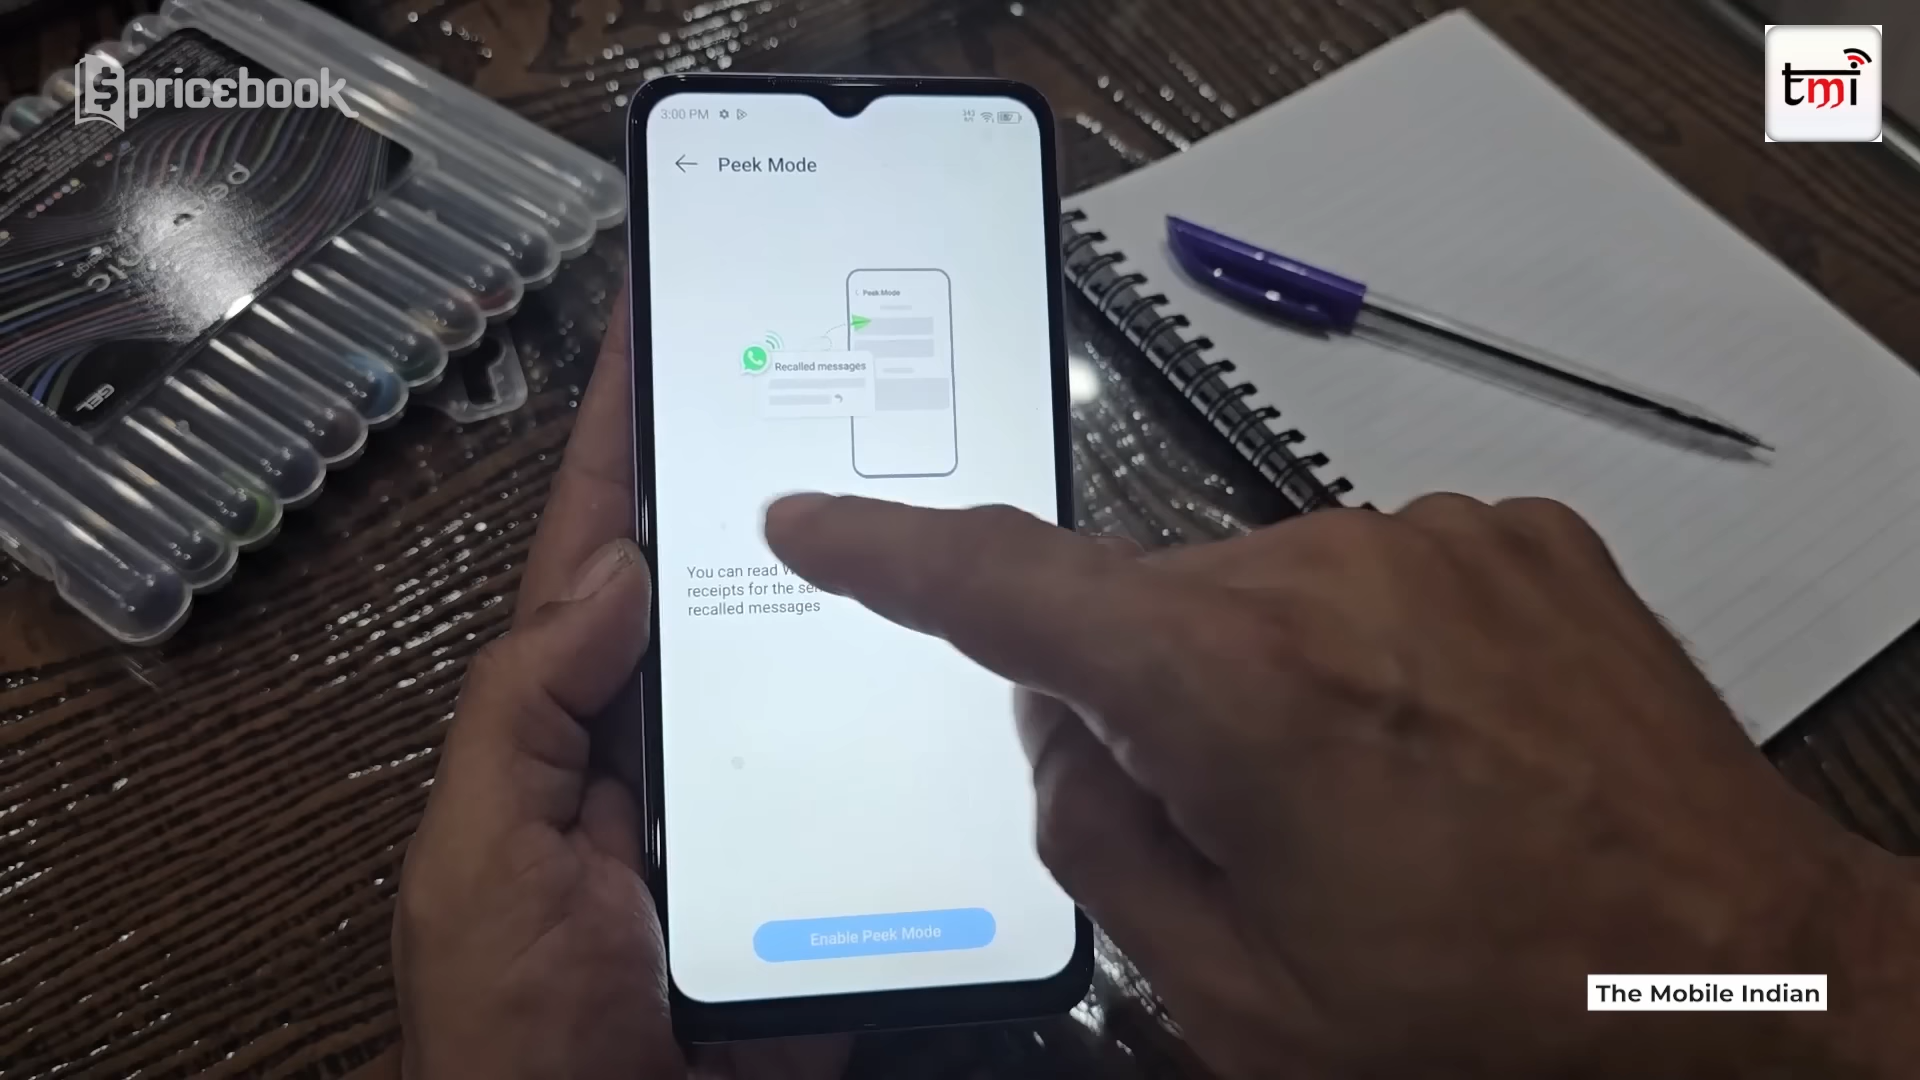 pricebook
tmi
3:00 PM
Peek Mode
Peek Mode
Recalled messages
You can read
receipts for the
recalled messages
Enable Peek Mode
GEL
The Mobile Indian